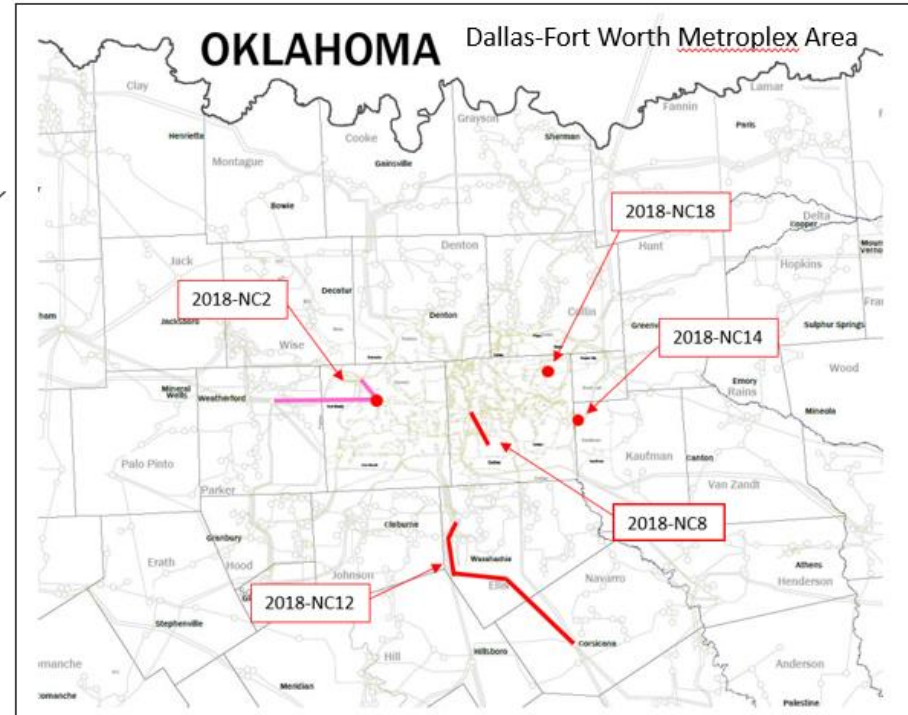 OKLAHOMA
Dallas-Fort Worth Metroplex Area
Clay
Lamar
Fannin
Grayson
Paris
Henrietta
Cooke
Sherman
Montague
Gainsville
Bowie
2018-NC18
Delta
Cooper
Denton
Hunt
Jack
Hopkins
2018-NC2
Decatur
Collin
Denton
Jacksboro
Sulphur Springs
Wise
2018-NC14
Mineral
Wells
Weatherford
Emory
Rains
Wood
Mineola
Palo Pinto
Kaufman
Canton
Parker
Van Zandt
2018-NC8
Cleburne
Granbury
Waxahachie
Erath
Hood
Johnson
Ellis
Navarro
Athens
Henderson
2018-NC12
Stephenville
Corsicana
Hill
Hillsboro
Anderson
Meridian
Palestine